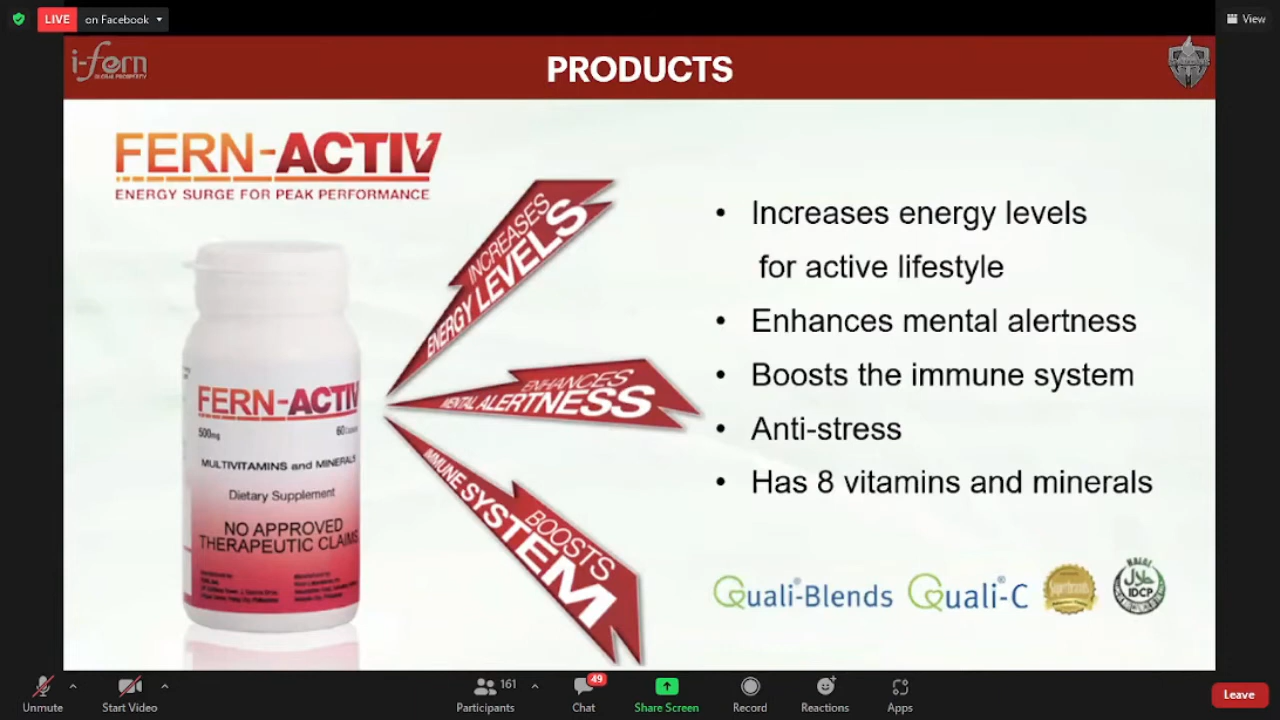 LIVE
on Facebook
View
i-fern
PRODUCTS
FERN-ACTIV
ENERGY SURGE FOR PEAK PERFORMANCE
INCREASES
ENERGY LEVELS
ENHANCES
MENTAL ALERTNESS
BOOSTS
IMMUNE SYSTEM
• Increases energy levels
for active lifestyle
• Enhances mental alertness
• Boosts the immune system
• Anti-stress
• Has 8 vitamins and minerals
FERN-ACTIV
500mg
60
MULTIVITAMINS and MINERALS
Dietary Supplement
NO APPROVED
THERAPEUTIC CLAIMS
Quali®-Blends
Quali®-C
HALAL
IDCP
Unmute
Start Video
161
Participants
49
Chat
Share Screen
Record
Reactions
Apps
Leave